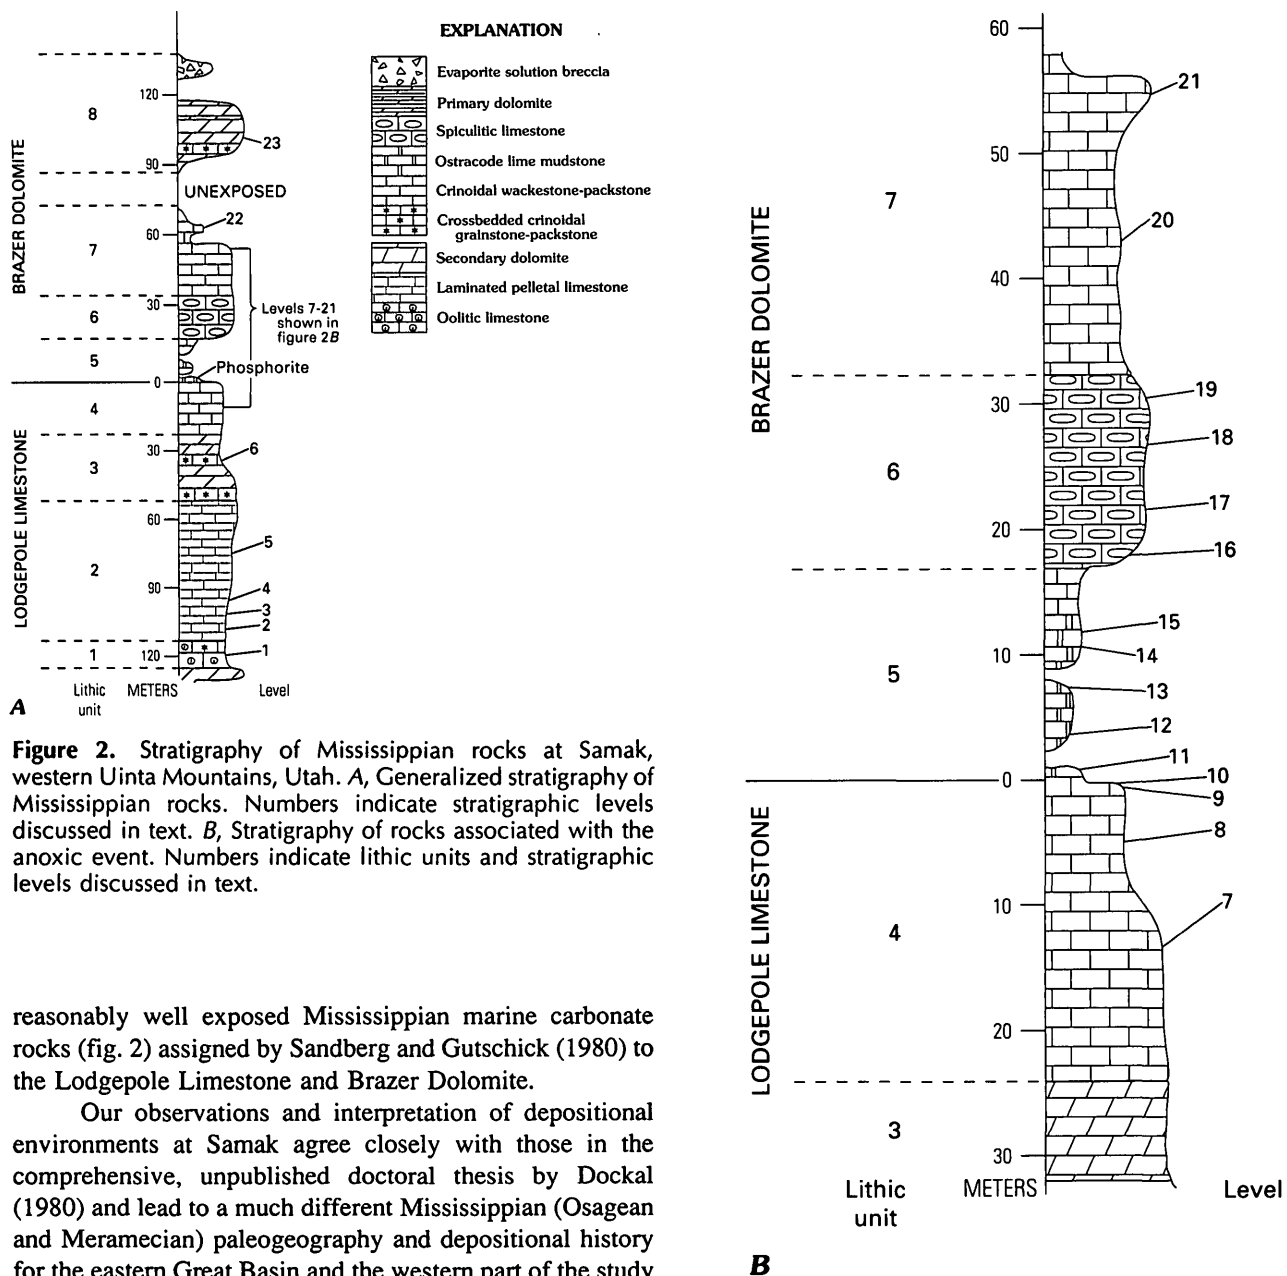 EXPLANATION
Evaporite solution breccia
Primary dolomite
Spiculitic limestone
Ostracode lime mudstone
Crinoidal wackestone-packstone
Crossbedded crinoidal
grainstone-packstone
Secondary dolomite
Laminated pelletal limestone
Oolitic limestone
BRAZER DOLOMITE
LODGEPOLE LIMESTONE
8
7
6
5
4
3
2
1
120
90
60
30
0
30
60
90
120
23
UNEXPOSED
22
Levels 7-21
shown in
figure 2B
Phosphorite
6
5
4
3
2
1
Lithic
unit
METERS
Level
A
Figure 2. Stratigraphy of Mississippian rocks at Samak,
western Uinta Mountains, Utah. A, Generalized stratigraphy of
Mississippian rocks. Numbers indicate stratigraphic levels
discussed in text. B, Stratigraphy of rocks associated with the
anoxic event. Numbers indicate lithic units and stratigraphic
levels discussed in text.
reasonably well exposed Mississippian marine carbonate
rocks (fig. 2) assigned by Sandberg and Gutschick (1980) to
the Lodgepole Limestone and Brazer Dolomite.
Our observations and interpretation of depositional
environments at Samak agree closely with those in the
comprehensive, unpublished doctoral thesis by Dockal
(1980) and lead to a much different Mississippian (Osagean
and Meramecian) paleogeography and depositional history
for the eastern Great Basin and the western part of the study
BRAZER DOLOMITE
LODGEPOLE LIMESTONE
7
6
5
4
3
60
50
40
30
20
10
0
10
20
30
21
20
19
18
17
16
15
14
13
12
11
10
9
8
7
Lithic
unit
METERS
Level
B